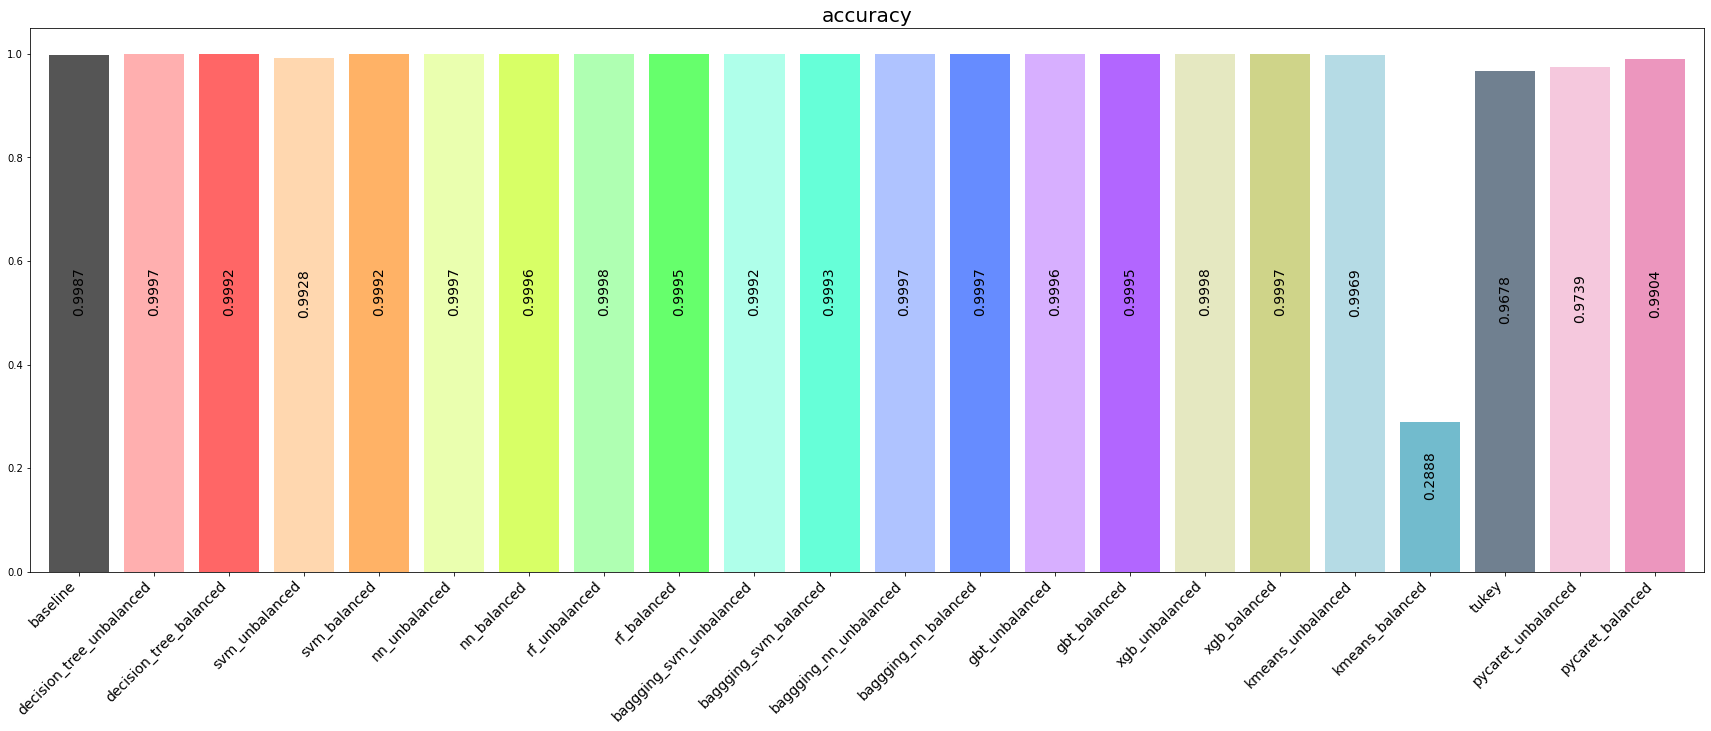 accuracy
1.0
0.8
0.6
0.4
0.2
0.0
0.9987
0.9997
0.9992
0.9928
0.9992
0.9997
0.9996
0.9998
0.9995
0.9992
0.9993
0.9997
0.9997
0.9996
0.9995
0.9998
0.9997
0.9969
0.2888
0.9678
0.9739
0.9904
baseline
decision_tree_unbalanced
decision_tree_balanced
svm_unbalanced
svm_balanced
nn_unbalanced
nn_balanced
rf_unbalanced
rf_balanced
baggging_svm_unbalanced
baggging_svm_balanced
baggging_nn_unbalanced
baggging_nn_balanced
gbt_unbalanced
gbt_balanced
xgb_unbalanced
xgb_balanced
kmeans_unbalanced
kmeans_balanced
tukey
pycaret_unbalanced
pycaret_balanced